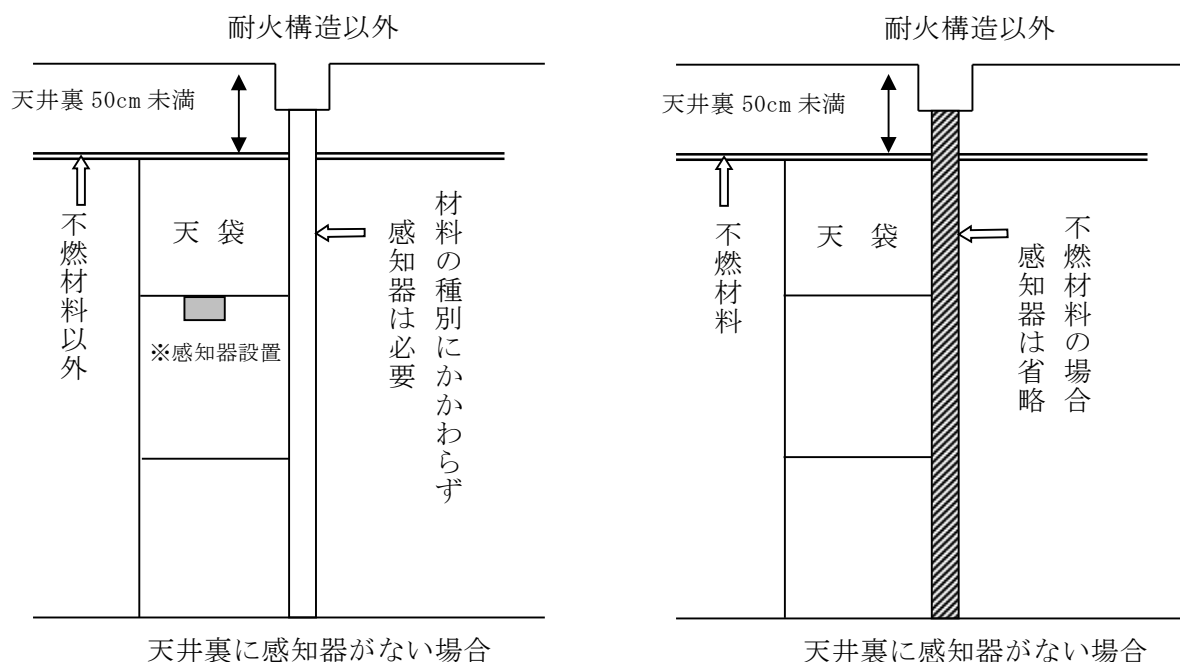 耐火構造以外
天井裏 50cm 未満
天 袋
不燃材料以外
※感知器設置
材料の種別にかかわらず
感知器は必要
天井裏に感知器がない場合
耐火構造以外
天井裏 50cm 未満
天 袋
不燃材料
不燃材料の場合
感知器は省略
天井裏に感知器がない場合